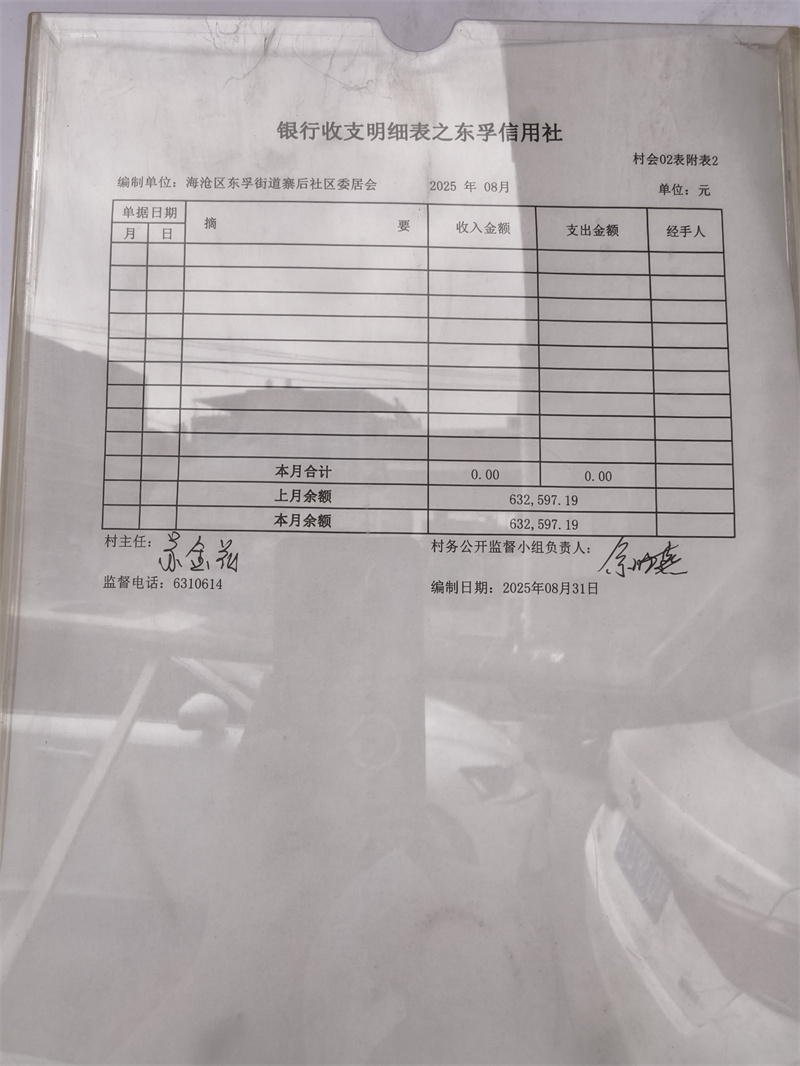 银行收支明细表之东孚信用社
村会02表附表2
编制单位：海沧区东孚街道寨后社区委居会 2025 年 08月 单位：元
单据日期 摘 要 收入金额 支出金额 经手人
月 日
本月合计 0.00 0.00
上月余额 632,597.19
本月余额 632,597.19
村主任： 村务公开监督小组负责人：
监督电话：6310614 编制日期：2025年08月31日